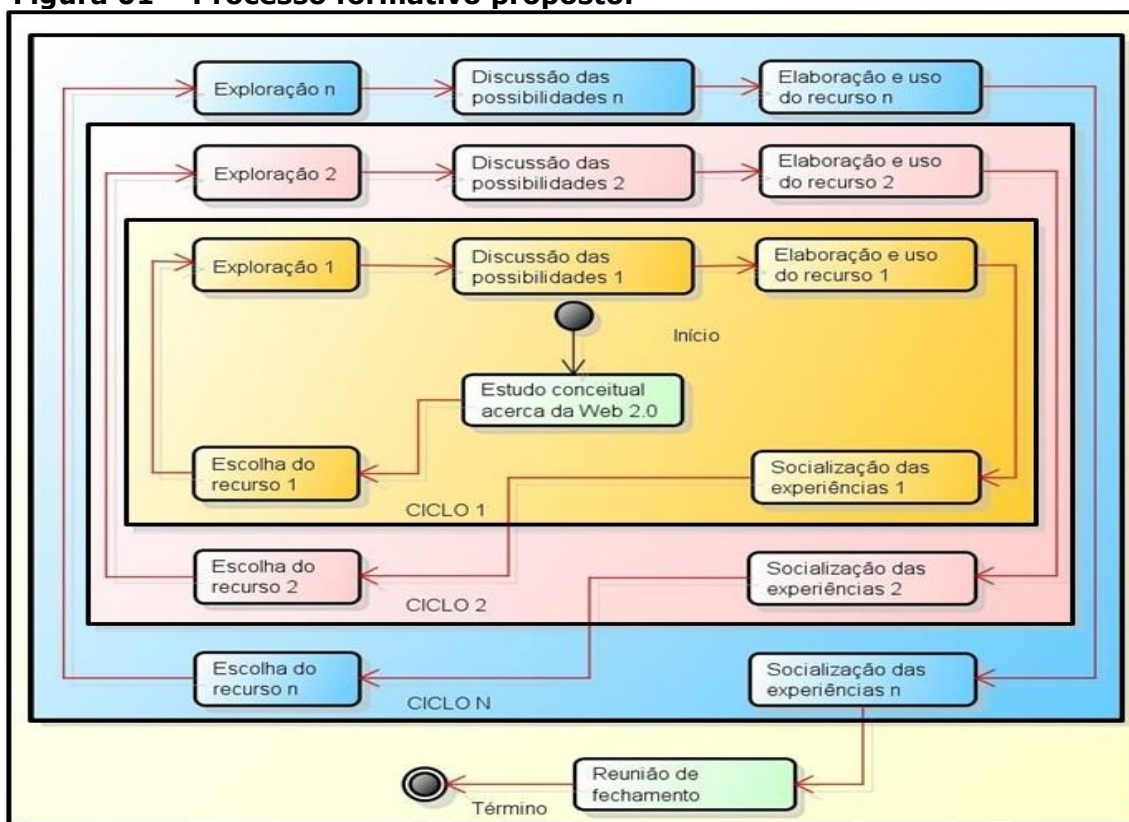 Figura 01 – Processo formativo proposto.
Exploração n
Discussão das
possibilidades n
Elaboração e uso
do recurso n
Exploração 2
Discussão das
possibilidades 2
Elaboração e uso
do recurso 2
Exploração 1
Discussão das
possibilidades 1
Elaboração e uso
do recurso 1
Início
Estudo conceitual
acerca da Web 2.0
Escolha do
recurso 1
Socialização das
experiências 1
CICLO 1
Escolha do
recurso 2
Socialização das
experiências 2
CICLO 2
Escolha do
recurso n
Socialização das
experiências n
CICLO N
Reunião de
fechamento
Término